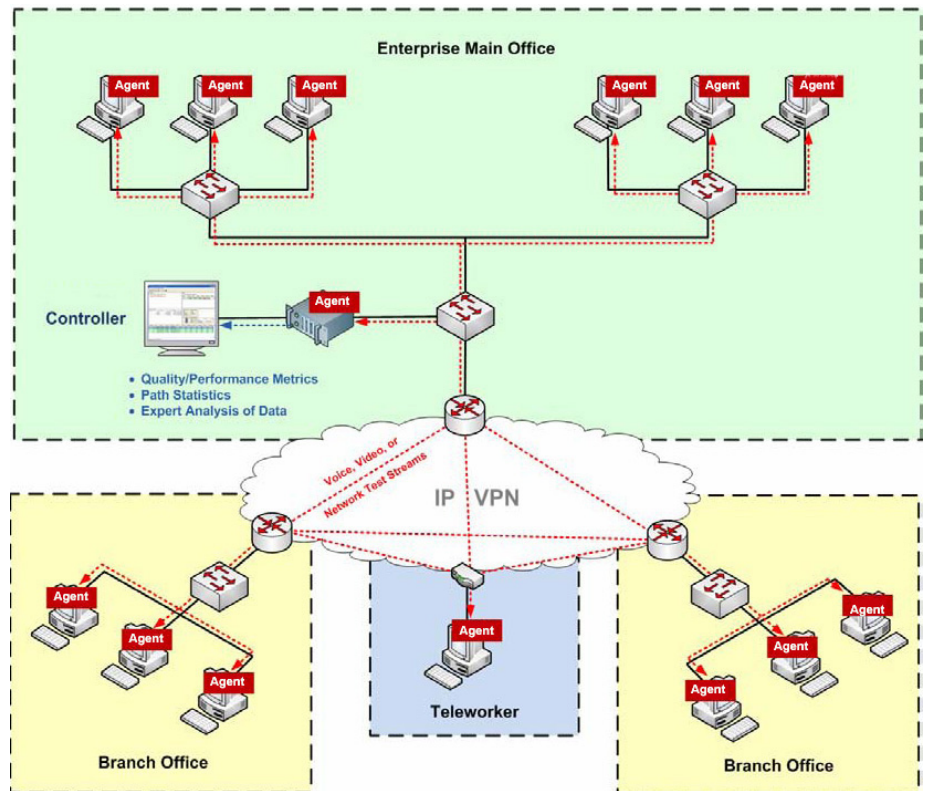 Enterprise Main Office
Agent
Agent
Agent
Agent
Agent
Agent
Agent
Controller
• Quality/Performance Metrics
• Path Statistics
• Expert Analysis of Data
Voice, Video, or
Network Test Streams
IP VPN
Agent
Agent
Agent
Agent
Agent
Agent
Agent
Teleworker
Branch Office
Branch Office